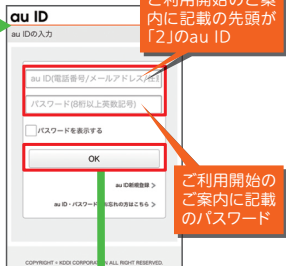 ご利用開始のご案
内に記載の先頭が
「2」のau ID
au ID
au IDの入力
au ID(電話番号/メールアドレス/
パスワード(8桁以上英数記号)
パスワードを表示する
OK
au ID新規登録 >
au ID・パスワード
忘れの方はこちら >
ご利用開始の
ご案内に記載
のパスワード
COPYRIGHT © KDDI CORPORA
ALL RIGHT RESERVED.